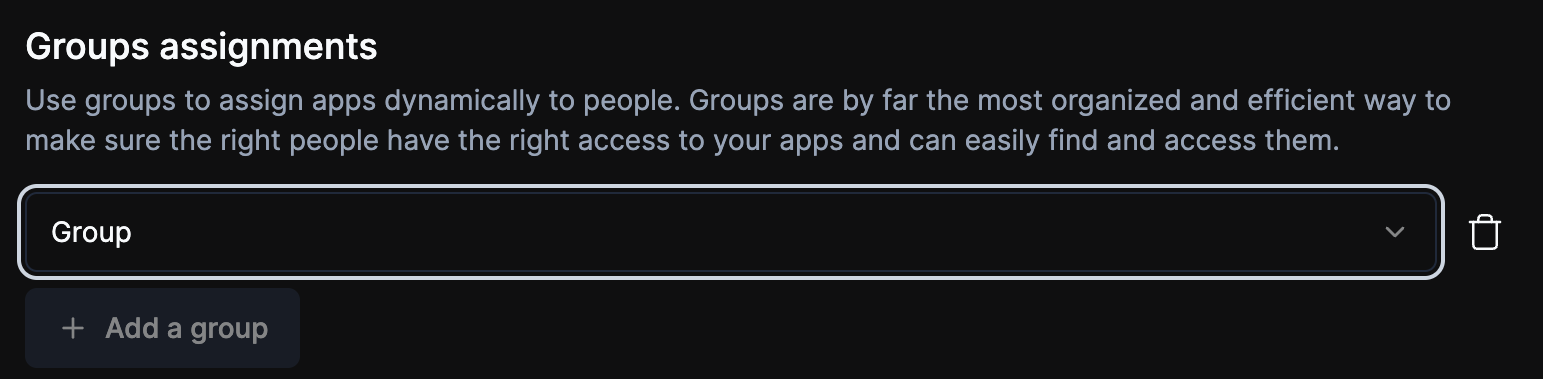 Groups assignments
Use groups to assign apps dynamically to people. Groups are by far the most organized and efficient way to
make sure the right people have the right access to your apps and can easily find and access them.
Group
Add a group